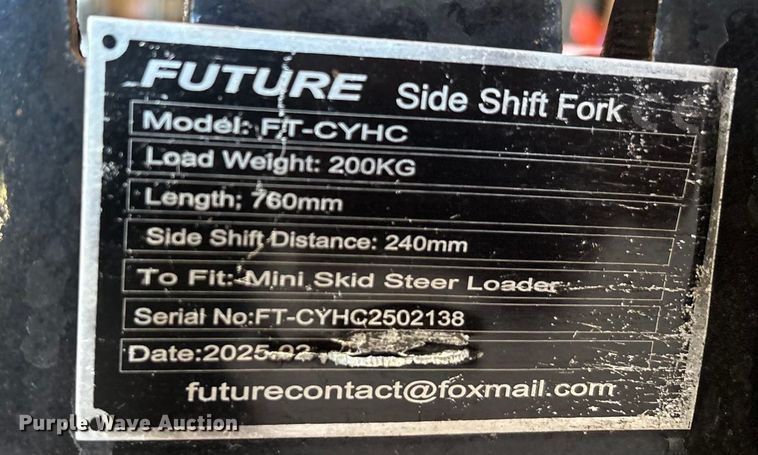 FUTURE Side Shift Fork
Model: FT-CYHC
Load Weight: 200KG
Length; 760mm
Side Shift Distance: 240mm
To Fit: Mini Skid Steer Loader
Serial No:FT-CYHC2502138
Date:2025-02
futurecontact@foxmail.com
Purple Wave Auction